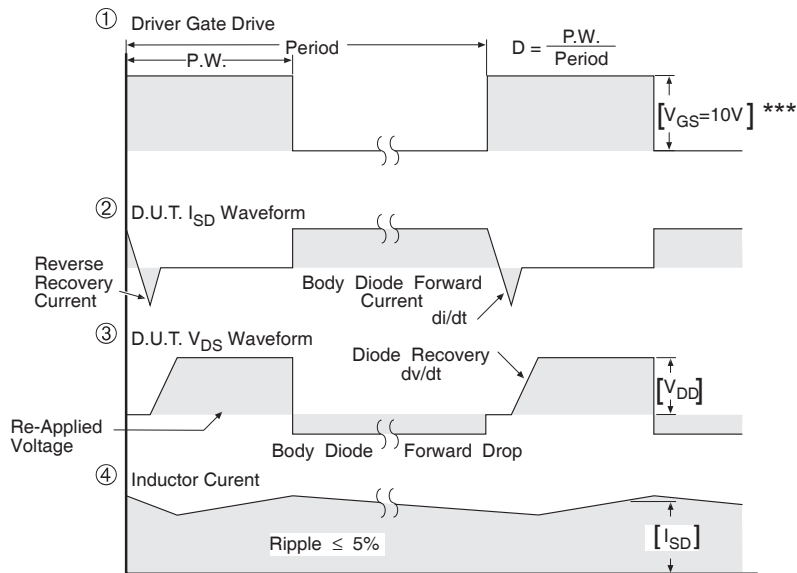 ① Driver Gate Drive
Period
P.W.
D = P.W. / Period
[VGS=10V] ***
② D.U.T. ISD Waveform
Reverse
Recovery
Current
Body Diode Forward
Current
di/dt
③ D.U.T. VDS Waveform
Diode Recovery
dv/dt
[VDD]
Re-Applied
Voltage
Body Diode Forward Drop
④ Inductor Curent
Ripple ≤ 5%
[ISD]